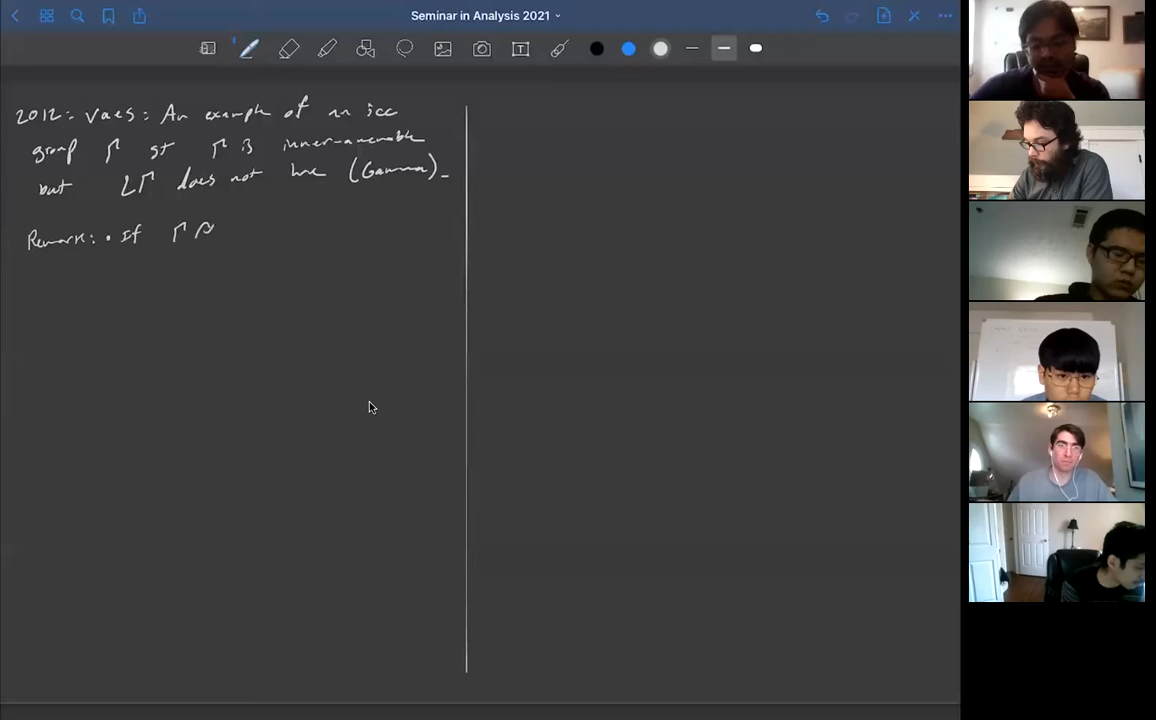 Seminar in Analysis 2021
2012: Vaes: An example of an icc
group Γ st Γ is inner-amenable
but LΓ does not have (Gamma).
Remark: • If Γ ↷